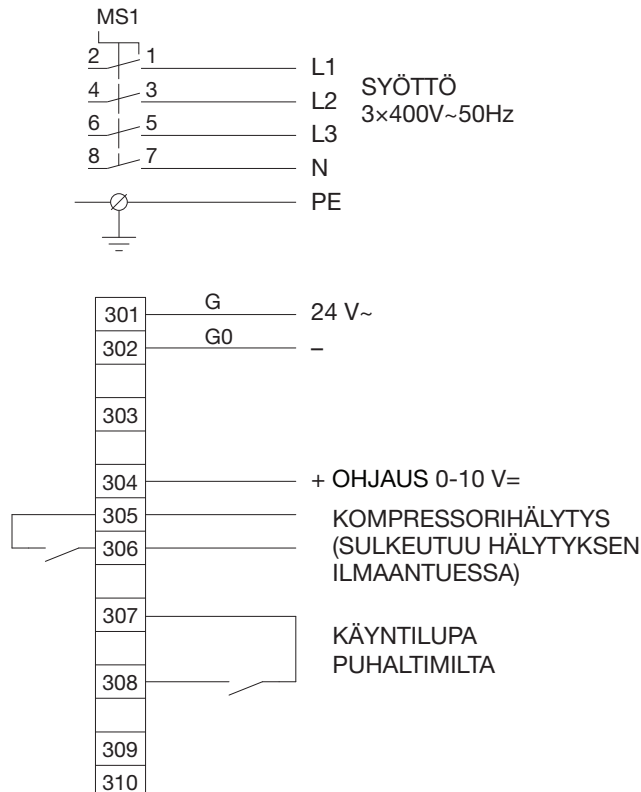 MS1
2 1 L1
4 3 L2
6 5 L3
8 7 N
PE
SYÖTTÖ
3×400V~50Hz
301 G 24 V~
302 G0 –
303
304 + OHJAUS 0-10 V=
305
306
KOMPRESSORIHÄLYTYS
(SULKEUTUU HÄLYTYKSEN
ILMAANTUESSA)
307
308
KÄYNTILUPA
PUHALTIMILTA
309
310